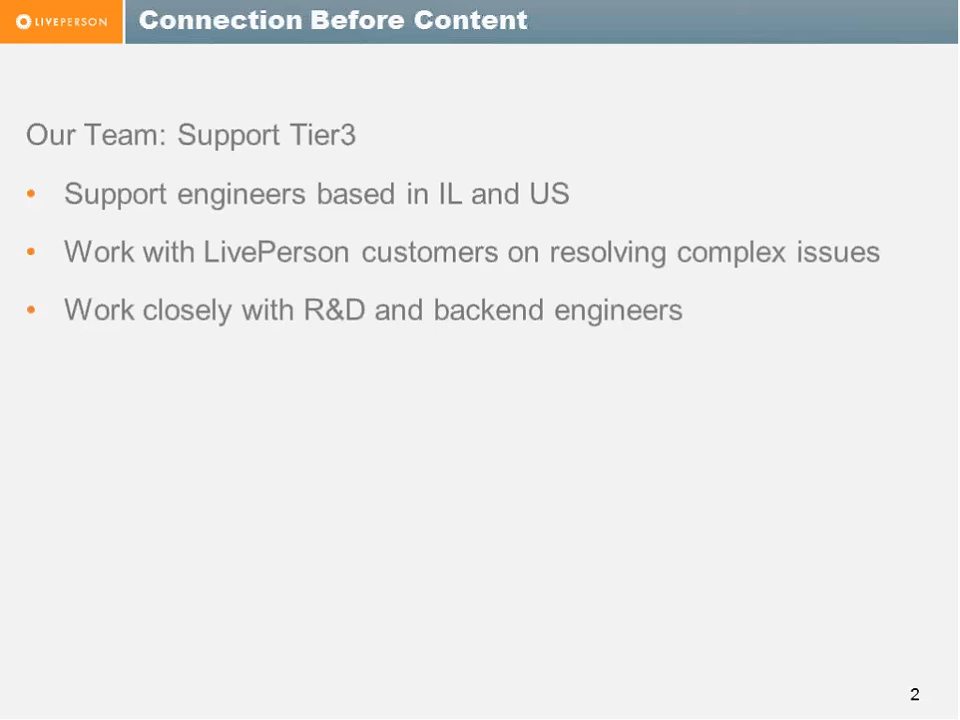 LIVEPERSON
Connection Before Content
Our Team: Support Tier3
• Support engineers based in IL and US
• Work with LivePerson customers on resolving complex issues
• Work closely with R&D and backend engineers
2